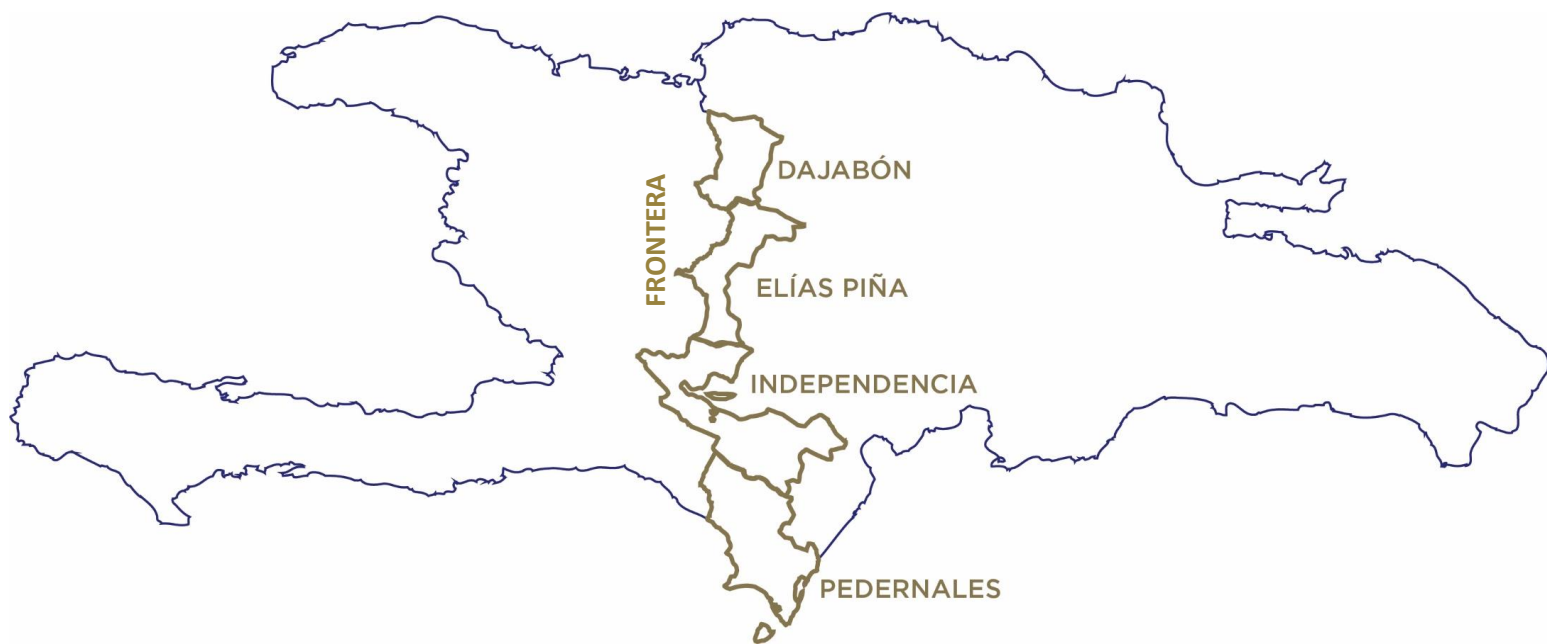 DAJABÓN
FRONTERA
ELÍAS PIÑA
INDEPENDENCIA
PEDERNALES